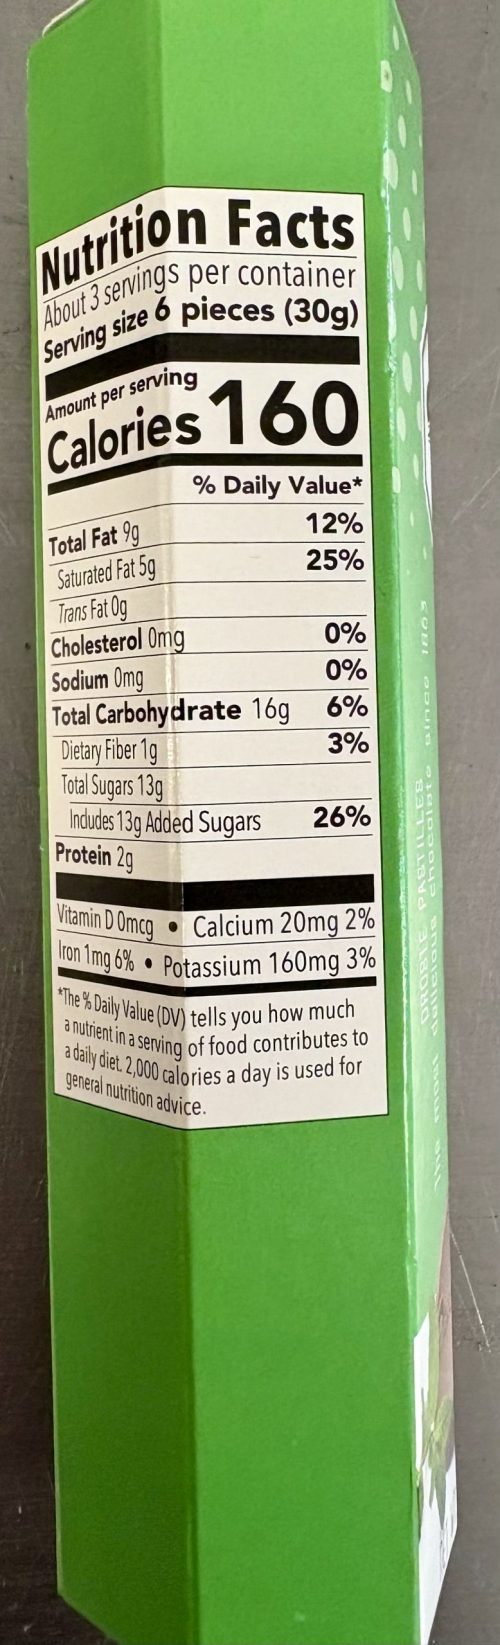 Nutrition Facts
About 3 servings per container
Serving size 6 pieces (30g)
Amount per serving
Calories 160
% Daily Value*
Total Fat 9g 12%
Saturated Fat 5g 25%
Trans Fat 0g
Cholesterol 0mg 0%
Sodium 0mg 0%
Total Carbohydrate 16g 6%
Dietary Fiber 1g 3%
Total Sugars 13g
Includes 13g Added Sugars 26%
Protein 2g
Vitamin D 0mcg • Calcium 20mg 2%
Iron 1mg 6% • Potassium 160mg 3%
*The % Daily Value (DV) tells you how much
a nutrient in a serving of food contributes to
a daily diet. 2,000 calories a day is used for
general nutrition advice.
DROSTE PASTILLES
the most delicious chocolate since 1863